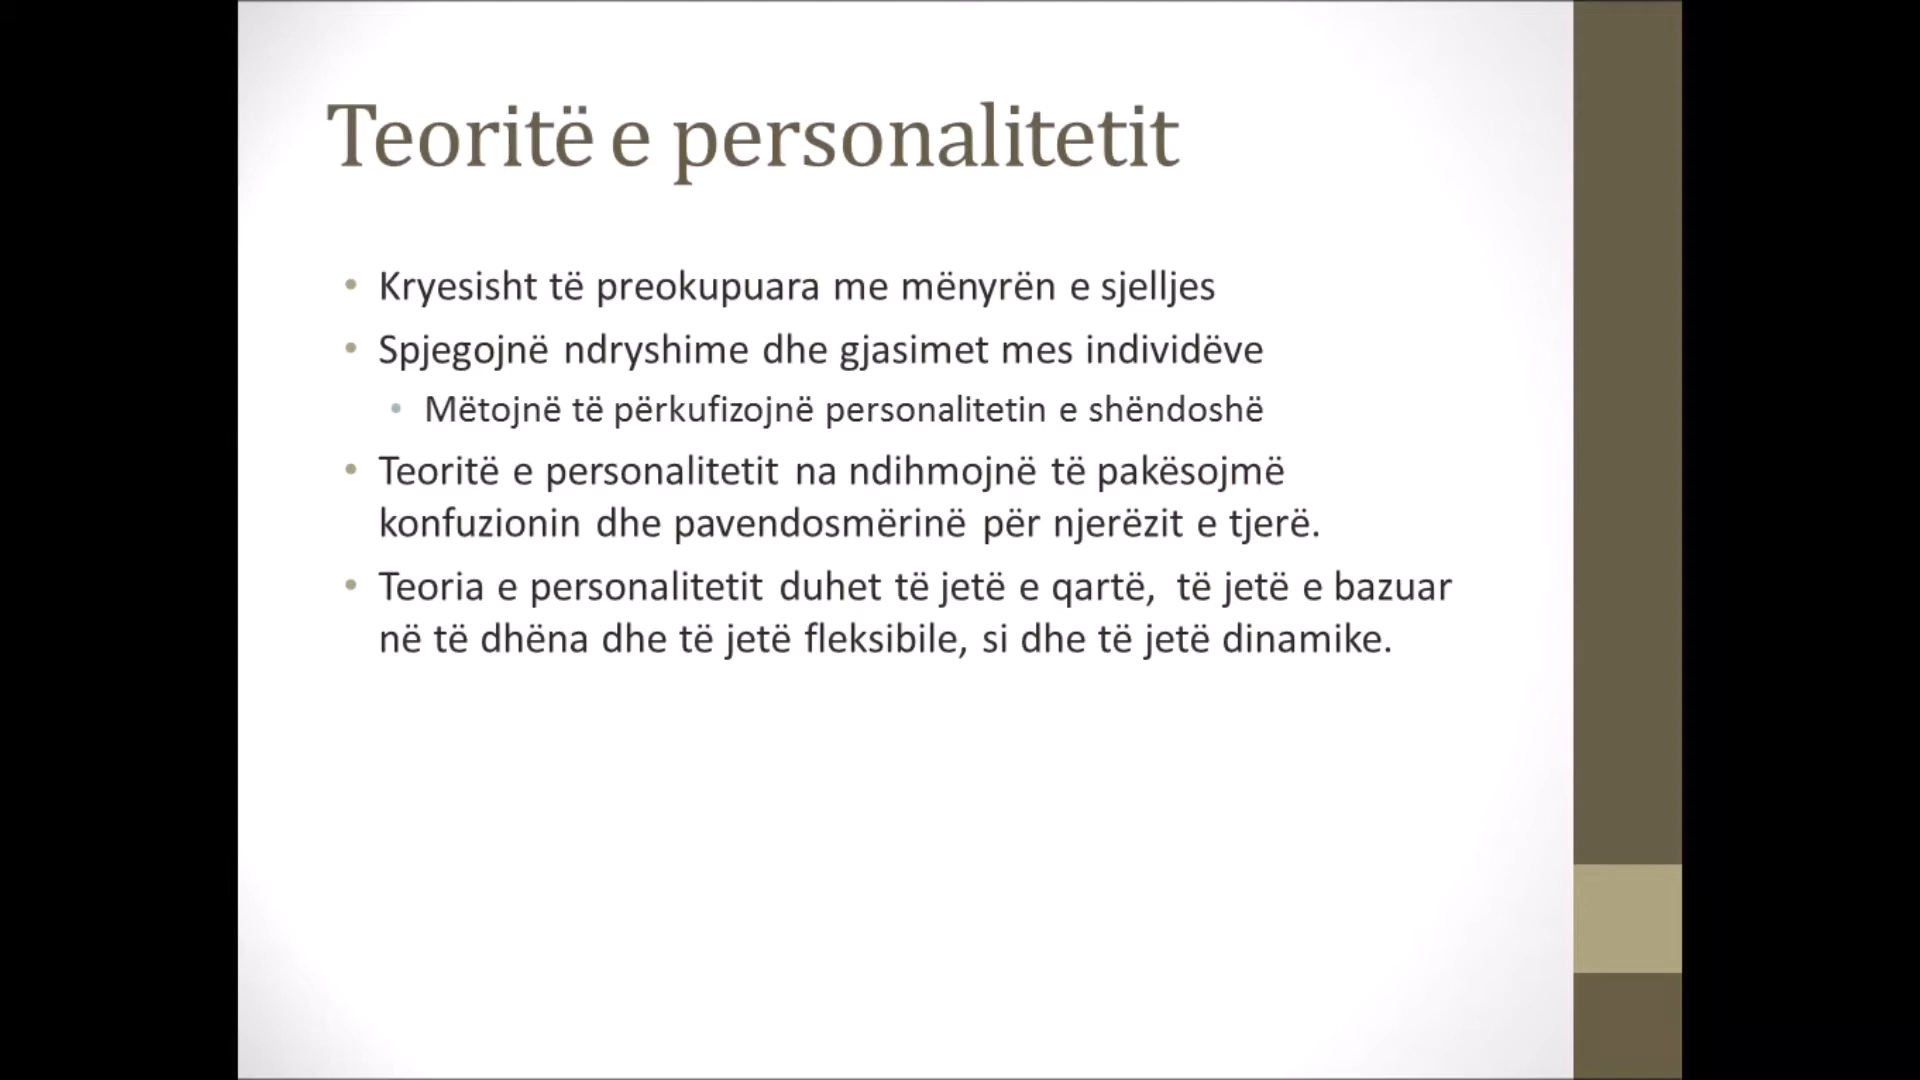 Teoritë e personalitetit
• Kryesisht të preokupuara me mënyrën e sjelljes
• Spjegojnë ndryshime dhe gjasimet mes individëve
• Mëtojnë të përkufizojnë personalitetin e shëndoshë
• Teoritë e personalitetit na ndihmojnë të pakësojmë
konfuzionin dhe pavendosmërinë për njerëzit e tjerë.
• Teoria e personalitetit duhet të jetë e qartë, të jetë e bazuar
në të dhëna dhe të jetë fleksibile, si dhe të jetë dinamike.